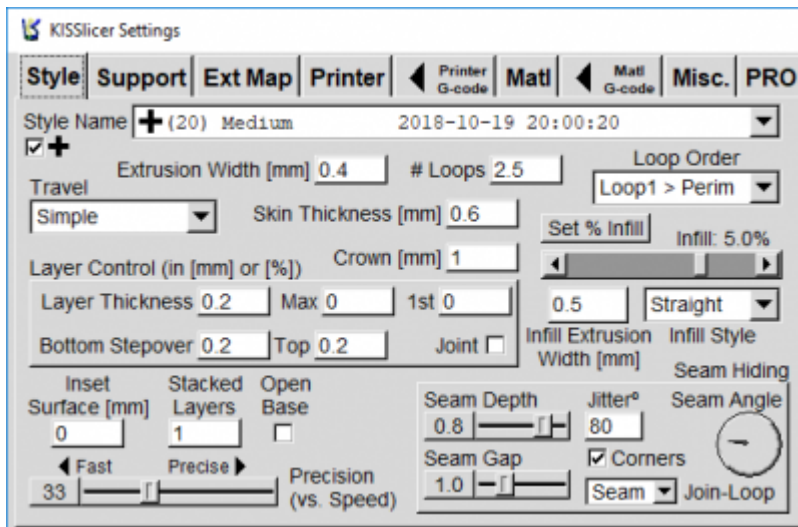 KISSlicer Settings
Style Support Ext Map Printer Printer G-code Matl Matl G-code Misc. PRO
Style Name (20) Medium 2018-10-19 20:00:20
Extrusion Width [mm] 0.4 # Loops 2.5 Loop Order
Loop1 > Perim
Travel
Simple Skin Thickness [mm] 0.6
Set % Infill Infill: 5.0%
Crown [mm] 1
Layer Control (in [mm] or [%])
Layer Thickness 0.2 Max 0 1st 0
0.5 Straight
Bottom Stepover 0.2 Top 0.2 Joint
Infill Extrusion Width [mm] Infill Style
Seam Hiding
Inset Surface [mm] 0
Stacked Layers 1
Open Base
Seam Depth 0.8
Jitterº 80
Seam Angle
Seam Gap 1.0
Corners
Seam Join-Loop
Fast Precise
33 Precision (vs. Speed)